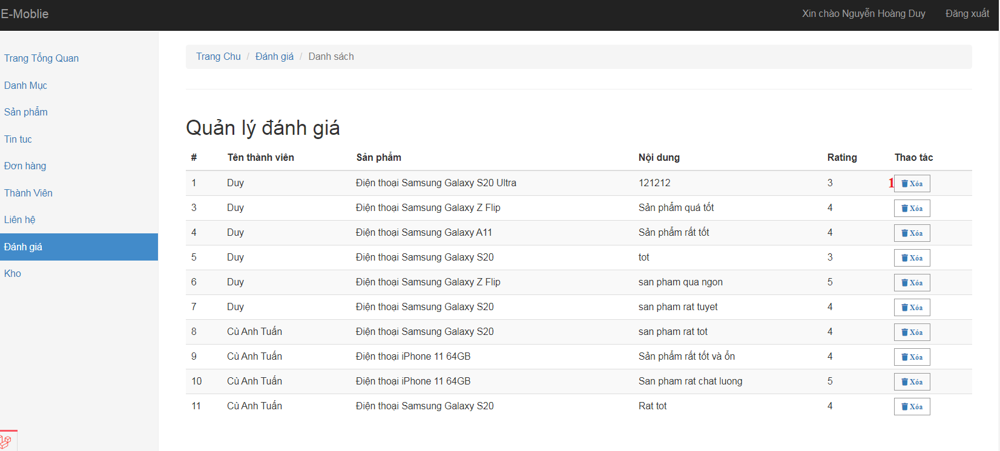 E-Moblie
Xin chào Nguyễn Hoàng Duy
Đăng xuất
Trang Tổng Quan
Danh Mục
Sản phẩm
Tin tuc
Đơn hàng
Thành Viên
Liên hệ
Đánh giá
Kho
Trang Chu / Đánh giá / Danh sách
Quản lý đánh giá
# Tên thành viên Sản phẩm Nội dung Rating Thao tác
1 Duy Điện thoại Samsung Galaxy S20 Ultra 121212 3 1 Xóa
3 Duy Điện thoại Samsung Galaxy Z Flip Sản phẩm quá tốt 4 Xóa
4 Duy Điện thoại Samsung Galaxy A11 Sản phẩm rất tốt 4 Xóa
5 Duy Điện thoại Samsung Galaxy S20 tot 3 Xóa
6 Duy Điện thoại Samsung Galaxy Z Flip san pham qua ngon 5 Xóa
7 Duy Điện thoại Samsung Galaxy S20 san pham rat tuyet 4 Xóa
8 Cù Anh Tuấn Điện thoại Samsung Galaxy S20 san pham rat tot 4 Xóa
9 Cù Anh Tuấn Điện thoại iPhone 11 64GB Sản phẩm rất tốt và ổn 4 Xóa
10 Cù Anh Tuấn Điện thoại iPhone 11 64GB San pham rat chat luong 5 Xóa
11 Cù Anh Tuấn Điện thoại Samsung Galaxy S20 Rat tot 4 Xóa